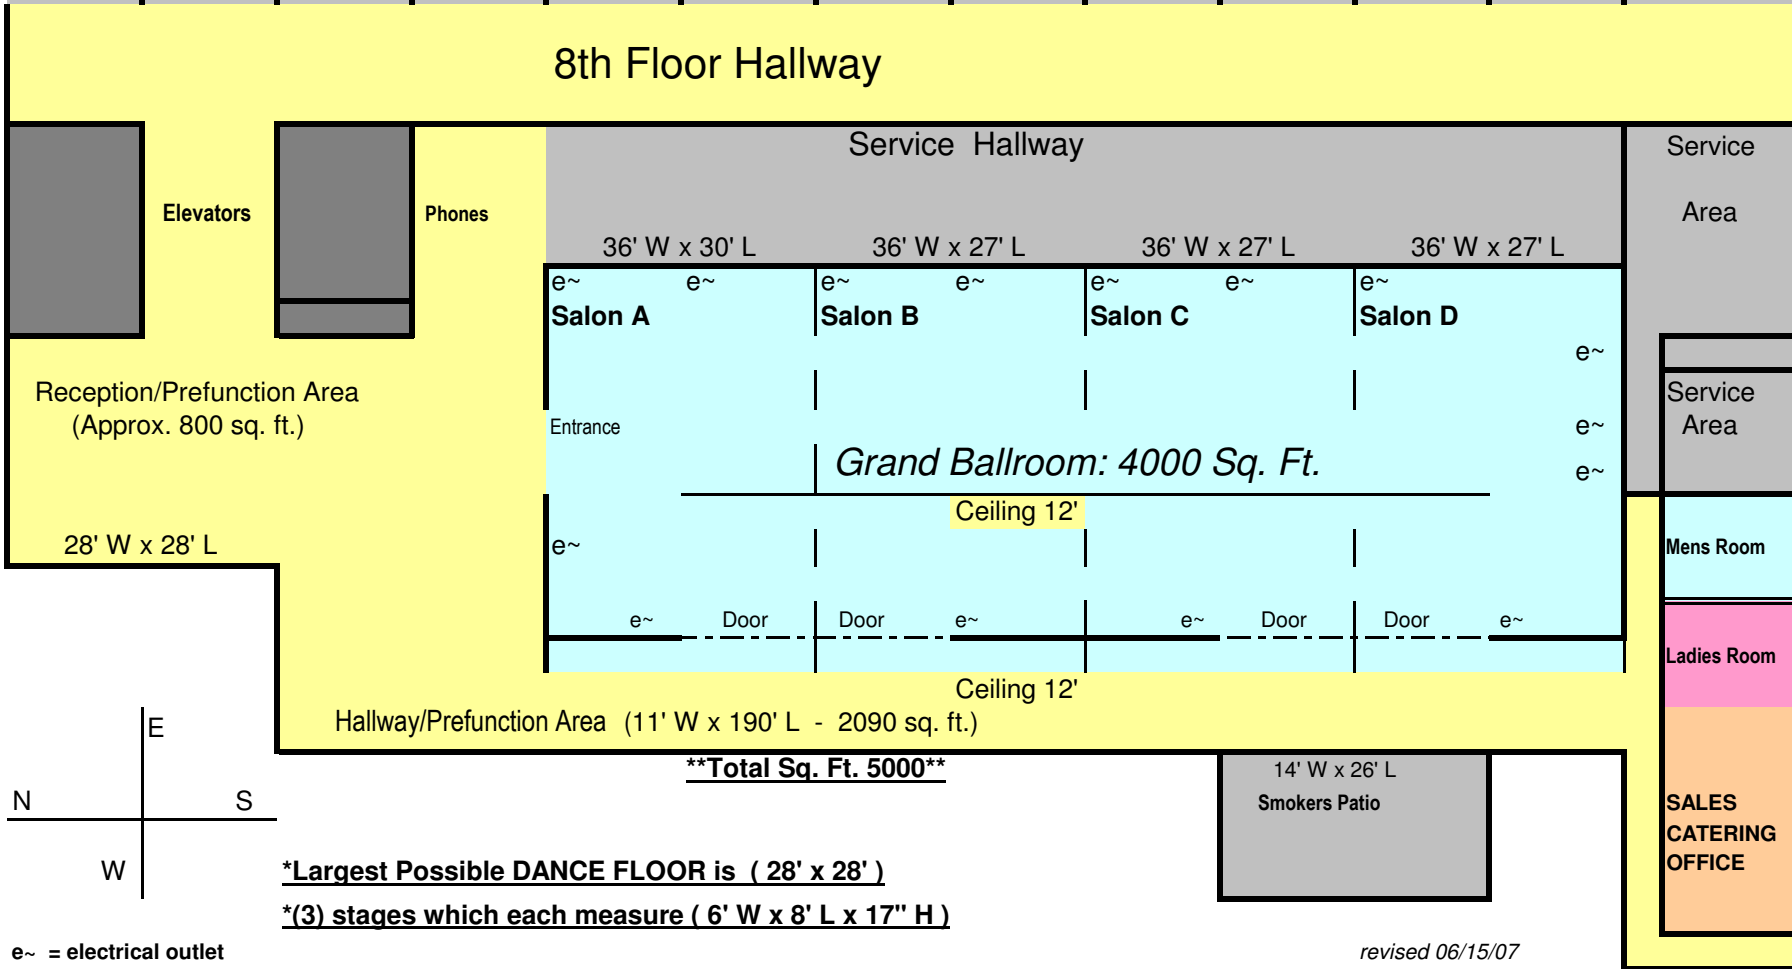 8th Floor Hallway
Service Hallway
Service
Area
Elevators
Phones
36' W x 30' L
36' W x 27' L
36' W x 27' L
36' W x 27' L
e~ e~ e~ e~ e~ e~ e~
Salon A
Salon B
Salon C
Salon D
e~
Reception/Prefunction Area
(Approx. 800 sq. ft.)
Service
Area
Entrance
e~
Grand Ballroom: 4000 Sq. Ft.
e~
Ceiling 12'
28' W x 28' L
e~
Mens Room
e~ Door Door e~ e~ Door Door e~
Ladies Room
Ceiling 12'
Hallway/Prefunction Area (11' W x 190' L - 2090 sq. ft.)
**Total Sq. Ft. 5000**
14' W x 26' L
Smokers Patio
E
N
S
W
SALES
CATERING
OFFICE
*Largest Possible DANCE FLOOR is ( 28' x 28' )
*(3) stages which each measure ( 6' W x 8' L x 17" H )
e~ = electrical outlet
revised 06/15/07